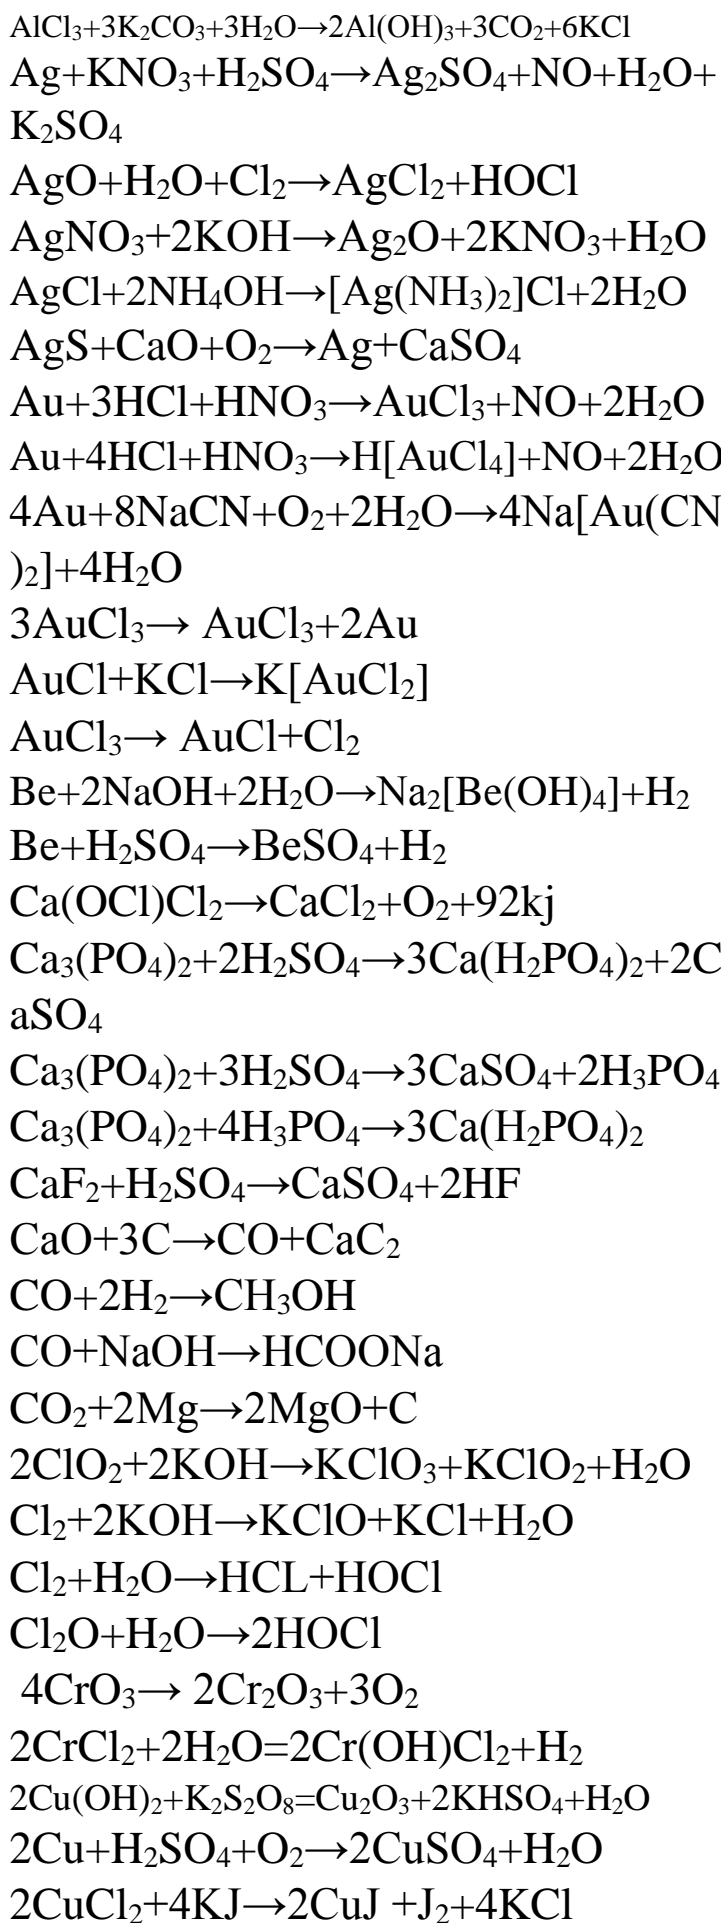 AlCl₃+3K₂CO₃+3H₂O→2Al(OH)₃+3CO₂+6KCl
Ag+KNO₃+H₂SO₄→Ag₂SO₄+NO+H₂O+
K₂SO₄
AgO+H₂O+Cl₂→AgCl₂+HOCl
AgNO₃+2KOH→Ag₂O+2KNO₃+H₂O
AgCl+2NH₄OH→[Ag(NH₃)₂]Cl+2H₂O
AgS+CaO+O₂→Ag+CaSO₄
Au+3HCl+HNO₃→AuCl₃+NO+2H₂O
Au+4HCl+HNO₃→H[AuCl₄]+NO+2H₂O
4Au+8NaCN+O₂+2H₂O→4Na[Au(CN
)₂]+4H₂O
3AuCl₃→ AuCl₃+2Au
AuCl+KCl→K[AuCl₂]
AuCl₃→ AuCl+Cl₂
Be+2NaOH+2H₂O→Na₂[Be(OH)₄]+H₂
Be+H₂SO₄→BeSO₄+H₂
Ca(OCl)Cl₂→CaCl₂+O₂+92kj
Ca₃(PO₄)₂+2H₂SO₄→3Ca(H₂PO₄)₂+2C
aSO₄
Ca₃(PO₄)₂+3H₂SO₄→3CaSO₄+2H₃PO₄
Ca₃(PO₄)₂+4H₃PO₄→3Ca(H₂PO₄)₂
CaF₂+H₂SO₄→CaSO₄+2HF
CaO+3C→CO+CaC₂
CO+2H₂→CH₃OH
CO+NaOH→HCOONa
CO₂+2Mg→2MgO+C
2ClO₂+2KOH→KClO₃+KClO₂+H₂O
Cl₂+2KOH→KClO+KCl+H₂O
Cl₂+H₂O→HCL+HOCl
Cl₂O+H₂O→2HOCl
4CrO₃→ 2Cr₂O₃+3O₂
2CrCl₂+2H₂O=2Cr(OH)Cl₂+H₂
2Cu(OH)₂+K₂S₂O₈=Cu₂O₃+2KHSO₄+H₂O
2Cu+H₂SO₄+O₂→2CuSO₄+H₂O
2CuCl₂+4KJ→2CuJ +J₂+4KCl